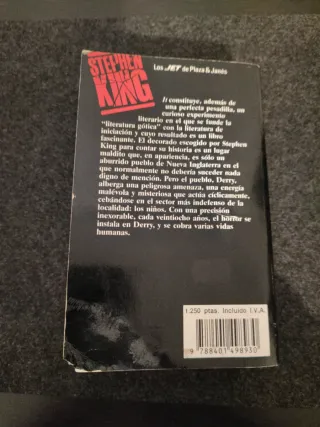 STEPHEN
KING
Los JET de Plaza & Janés
It constituye, además de
una perfecta pesadilla, un
curioso experimento
literario en el que se funde la
"literatura gótica" con la literatura de
iniciación y cuyo resultado es un libro
fascinante. El decorado escogido por Stephen
King para contar su historia es un lugar
maldito que, en apariencia, es sólo un
aburrido pueblo de Nueva Inglaterra en el
que normalmente no debería suceder nada
digno de mención. Pero el pueblo, Derry,
alberga una peligrosa amenaza, una energía
malévola y misteriosa que actúa cíclicamente,
cebándose en el sector más indefenso de la
localidad: los niños. Con una precisión
inexorable, cada veintiocho años, el horror se
instala en Derry, y se cobra varias vidas
humanas.
1.250 ptas. Incluido I.V.A.
9 788401 498930